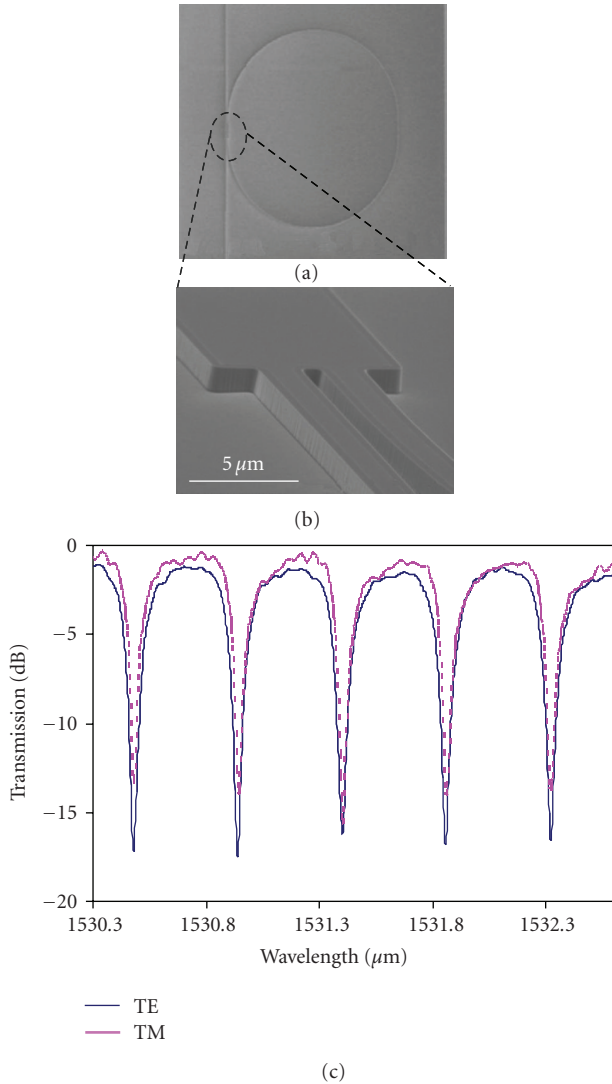 (a)
5 μm
(b)
0
−5
−10
−15
−20
Transmission (dB)
1530.3 1530.8 1531.3 1531.8 1532.3
Wavelength (μm)
TE
TM
(c)